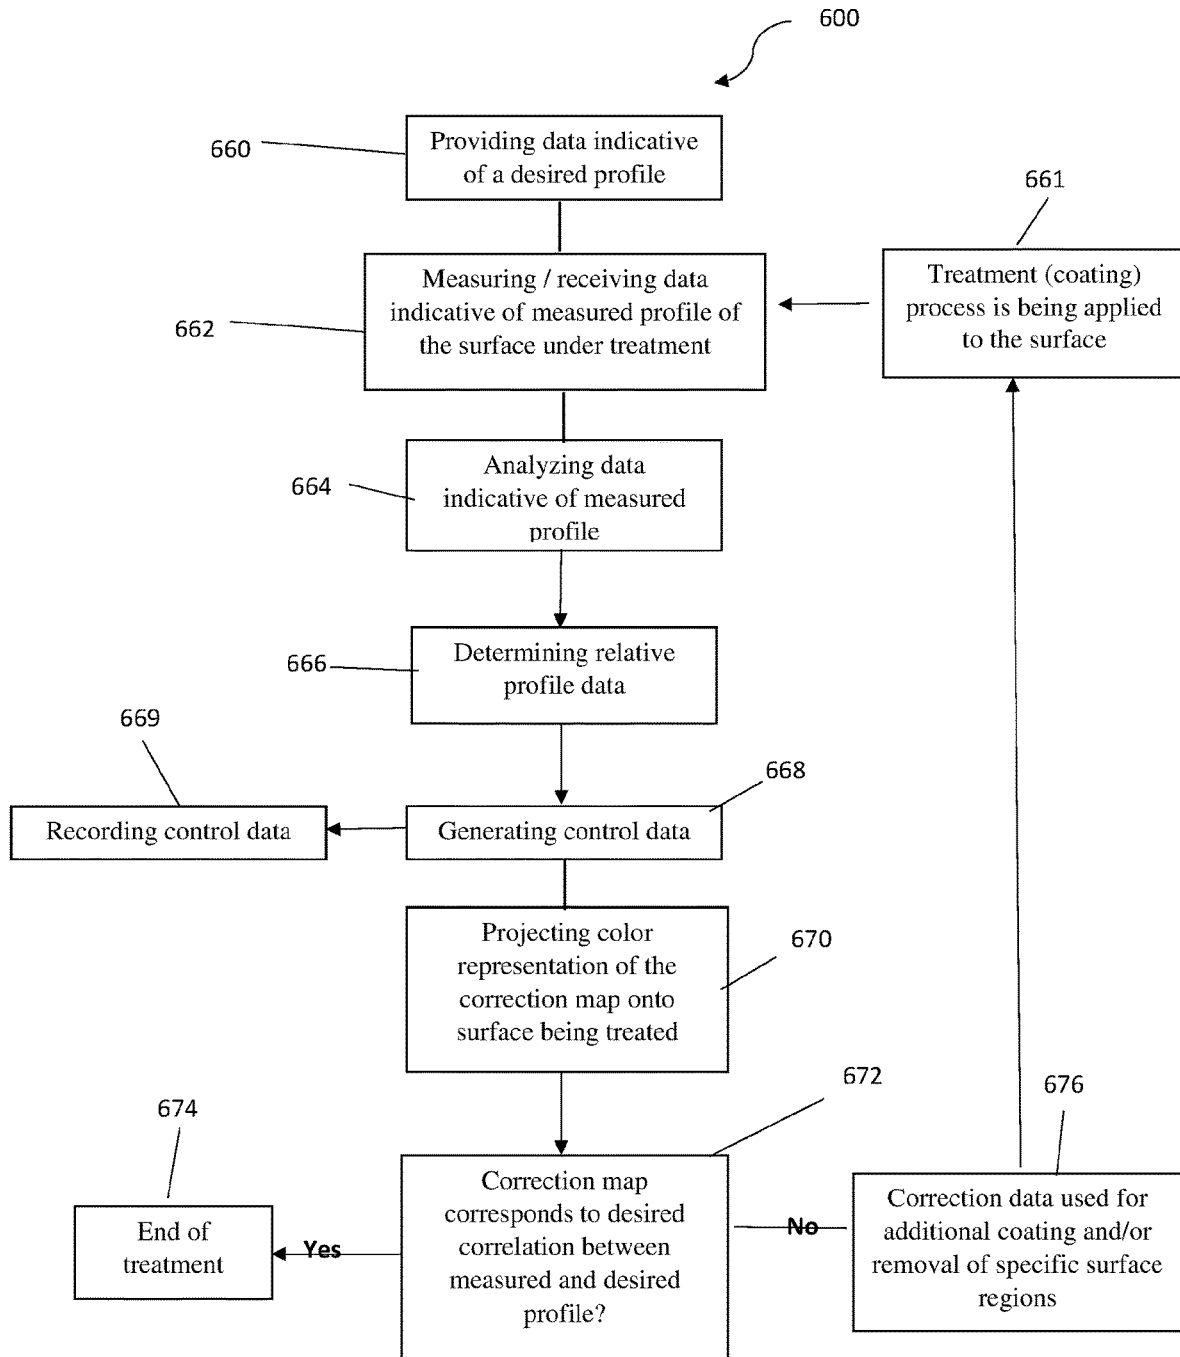 600
660
Providing data indicative
of a desired profile
661
662
Measuring / receiving data
indicative of measured profile of
the surface under treatment
Treatment (coating)
process is being applied
to the surface
664
Analyzing data
indicative of measured
profile
666
Determining relative
profile data
669
668
Recording control data
Generating control data
670
Projecting color
representation of the
correction map onto
surface being treated
672
674
676
End of
treatment
Yes
Correction map
corresponds to desired
correlation between
measured and desired
profile?
No
Correction data used for
additional coating and/or
removal of specific surface
regions